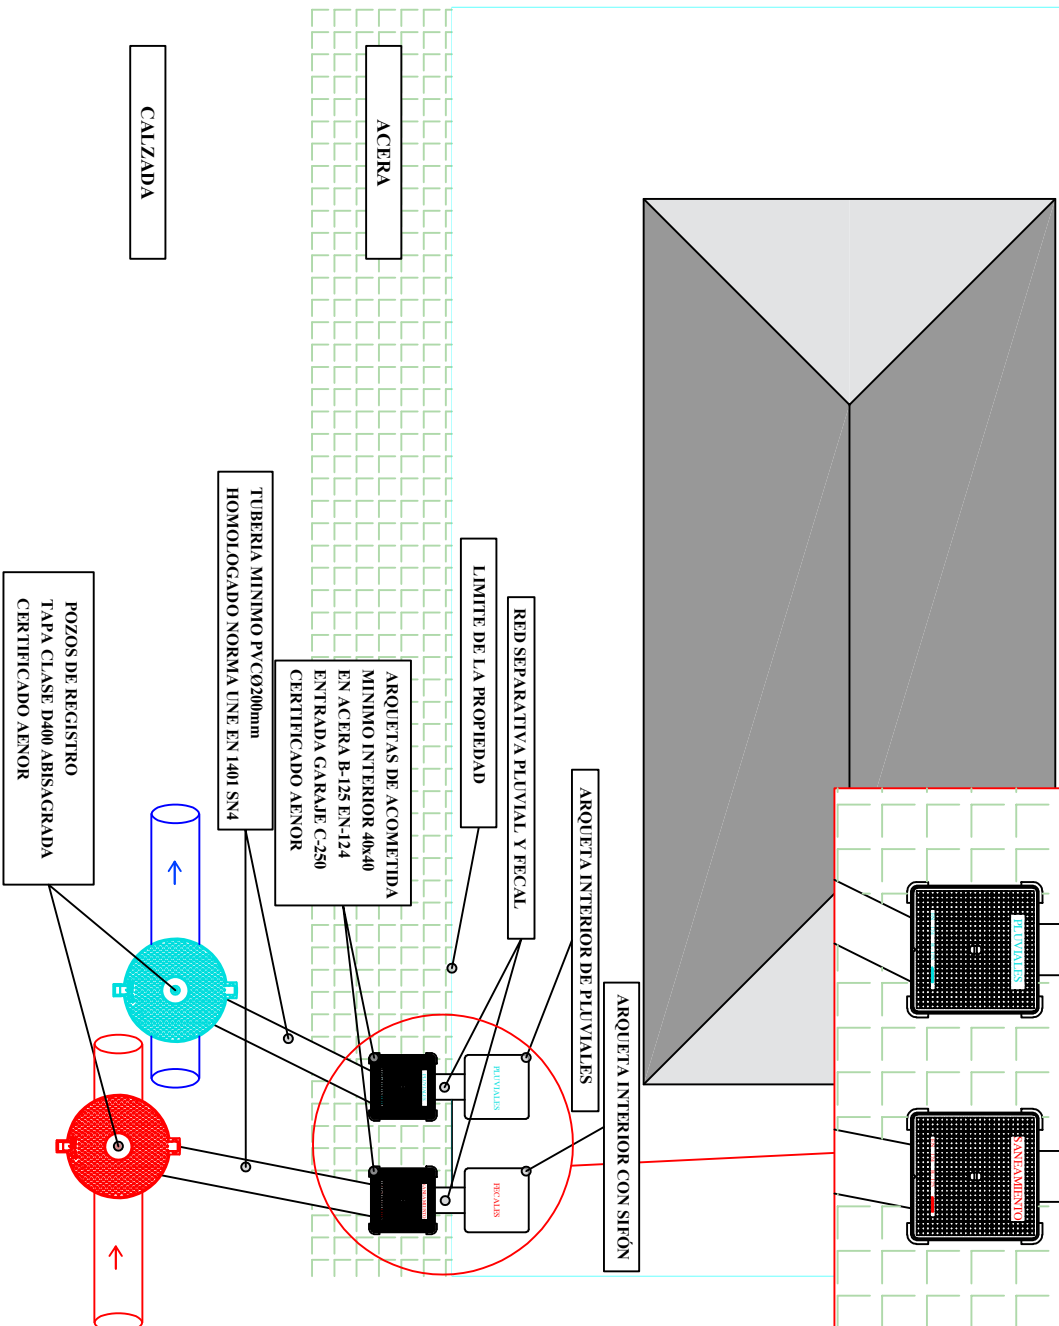 CALZADA
ACERA
POZOS DE REGISTRO
TAPA CLASE D400 ABISAGRADA
CERTIFICADO AENOR
TUBERIA MINIMO PVCØ200mm
HOMOLOGADO NORMA UNE EN 1401 SN4
ARQUETAS DE ACOMETIDA
MINIMO INTERIOR 40x40
EN ACERA B-125 EN-124
ENTRADA GARAJE C-250
CERTIFICADO AENOR
LIMITE DE LA PROPIEDAD
RED SEPARATIVA PLUVIAL Y FECAL
ARQUETA INTERIOR DE PLUVIALES
ARQUETA INTERIOR CON SIFÓN
PLUVIALES
FECALES
PLUVIALES
SANEAMIENTO